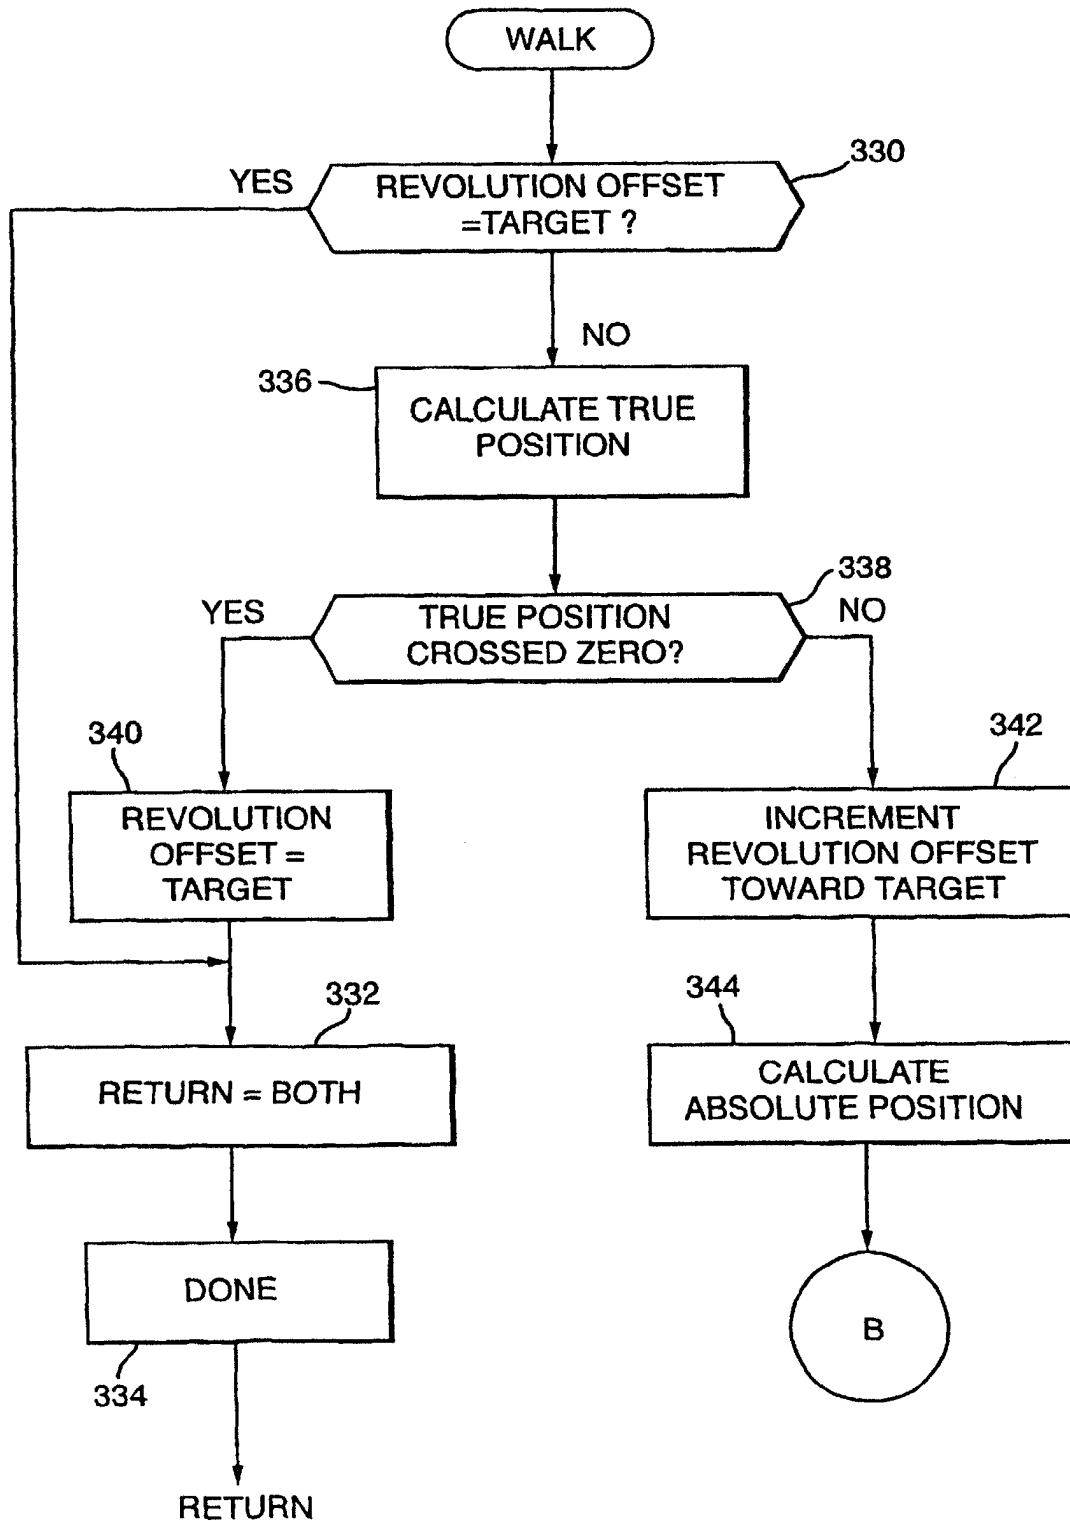 WALK
330
YES
REVOLUTION OFFSET
=TARGET ?
NO
336
CALCULATE TRUE
POSITION
338
YES
TRUE POSITION
CROSSED ZERO?
NO
340
342
REVOLUTION
OFFSET =
TARGET
INCREMENT
REVOLUTION OFFSET
TOWARD TARGET
332
344
RETURN = BOTH
CALCULATE
ABSOLUTE POSITION
DONE
B
334
RETURN